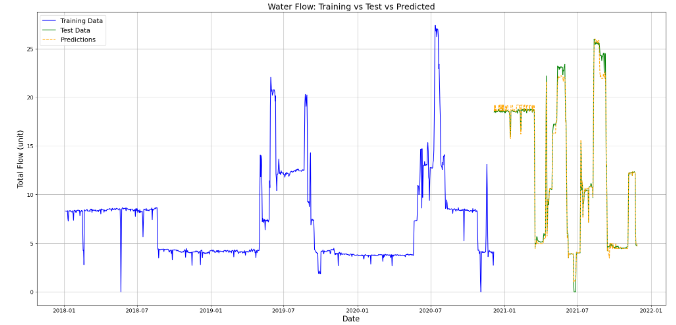 Water Flow: Training vs Test vs Predicted
Training Data
Test Data
Predictions
Total Flow (unit)
25
20
15
10
5
0
2018-01 2018-07 2019-01 2019-07 2020-01 2020-07 2021-01 2021-07 2022-01
Date